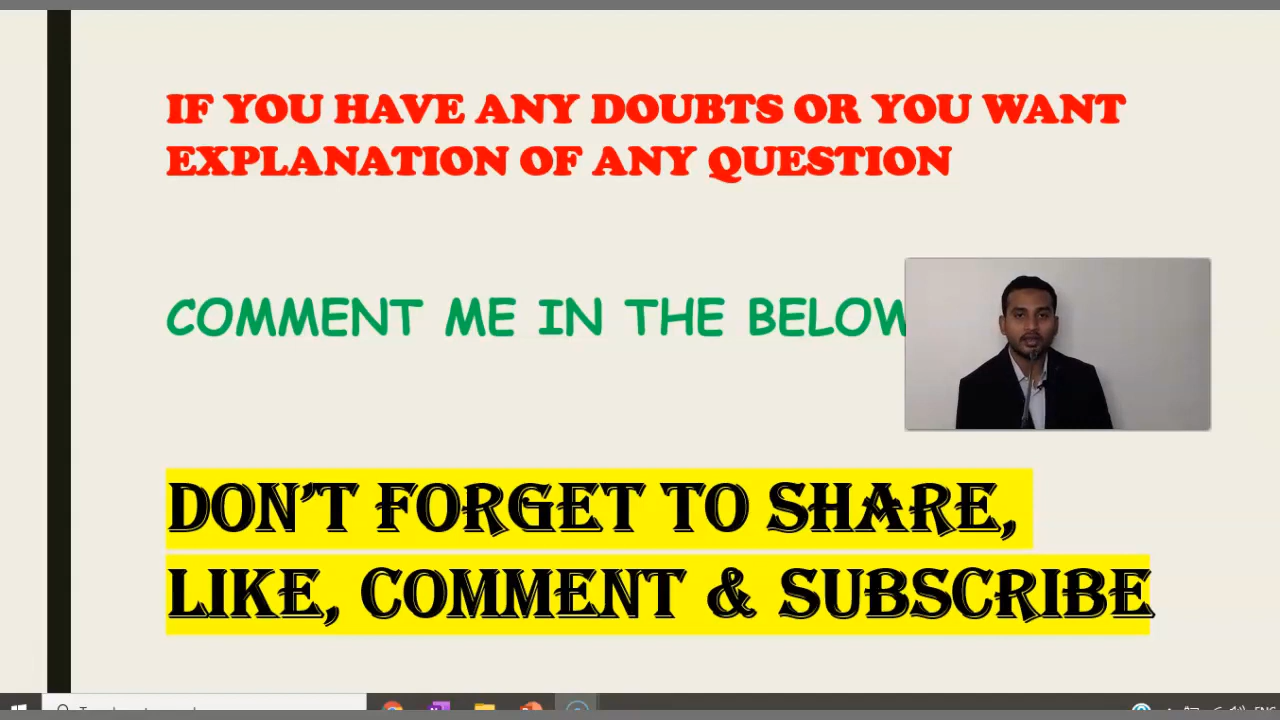 IF YOU HAVE ANY DOUBTS OR YOU WANT
EXPLANATION OF ANY QUESTION
COMMENT ME IN THE BELOW
DON'T FORGET TO SHARE,
LIKE, COMMENT & SUBSCRIBE
ENG